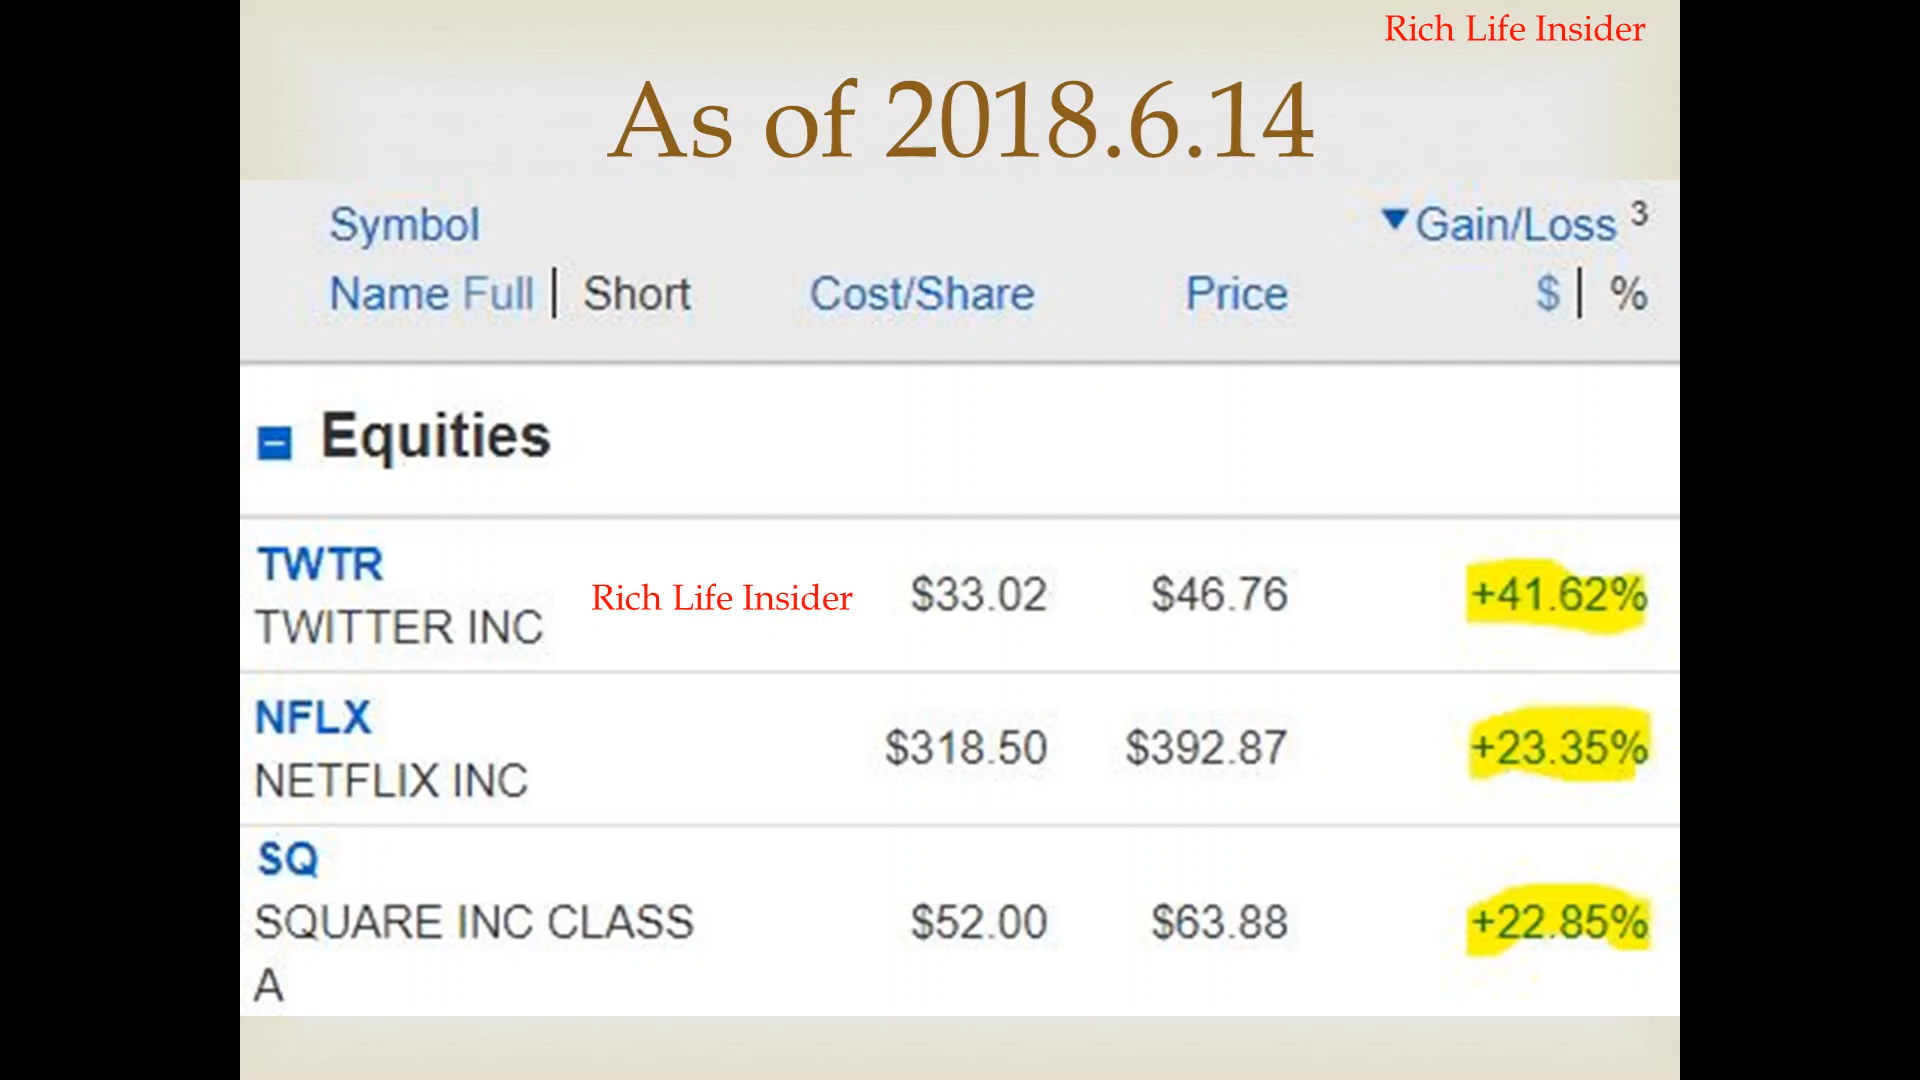 Rich Life Insider
As of 2018.6.14
Symbol ▼Gain/Loss 3
Name Full | Short Cost/Share Price $ | %
Equities
TWTR
TWITTER INC Rich Life Insider $33.02 $46.76 +41.62%
NFLX
NETFLIX INC $318.50 $392.87 +23.35%
SQ
SQUARE INC CLASS $52.00 $63.88 +22.85%
A